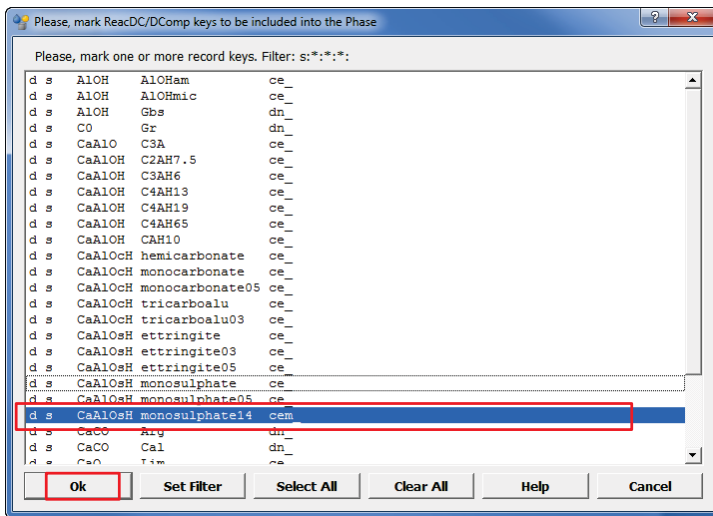 Please, mark ReacDC/DComp keys to be included into the Phase
Please, mark one or more record keys. Filter: s:*:*:*:
d s AlOH AlOHam ce_
d s AlOH AlOHmic ce_
d s AlOH Gbs dn_
d s C0 Gr dn_
d s CaAlO C3A ce_
d s CaAlOH C2AH7.5 ce_
d s CaAlOH C3AH6 ce_
d s CaAlOH C4AH13 ce_
d s CaAlOH C4AH19 ce_
d s CaAlOH C4AH65 ce_
d s CaAlOH CAH10 ce_
d s CaAlOcH hemicarbonate ce_
d s CaAlOcH monocarbonate ce_
d s CaAlOcH monocarbonate05 ce_
d s CaAlOcH tricarboalu ce_
d s CaAlOcH tricarboalu03 ce_
d s CaAlOsH ettringite ce_
d s CaAlOsH ettringite03 ce_
d s CaAlOsH ettringite05 ce_
d s CaAlOsH monosulphate ce_
d s CaAlOsH monosulphate05 ce_
d s CaAlOsH monosulphate14 cem_
d s CaCO Arg dn_
d s CaCO Cal dn_
d s CaO Lim ce_
Ok Set Filter Select All Clear All Help Cancel